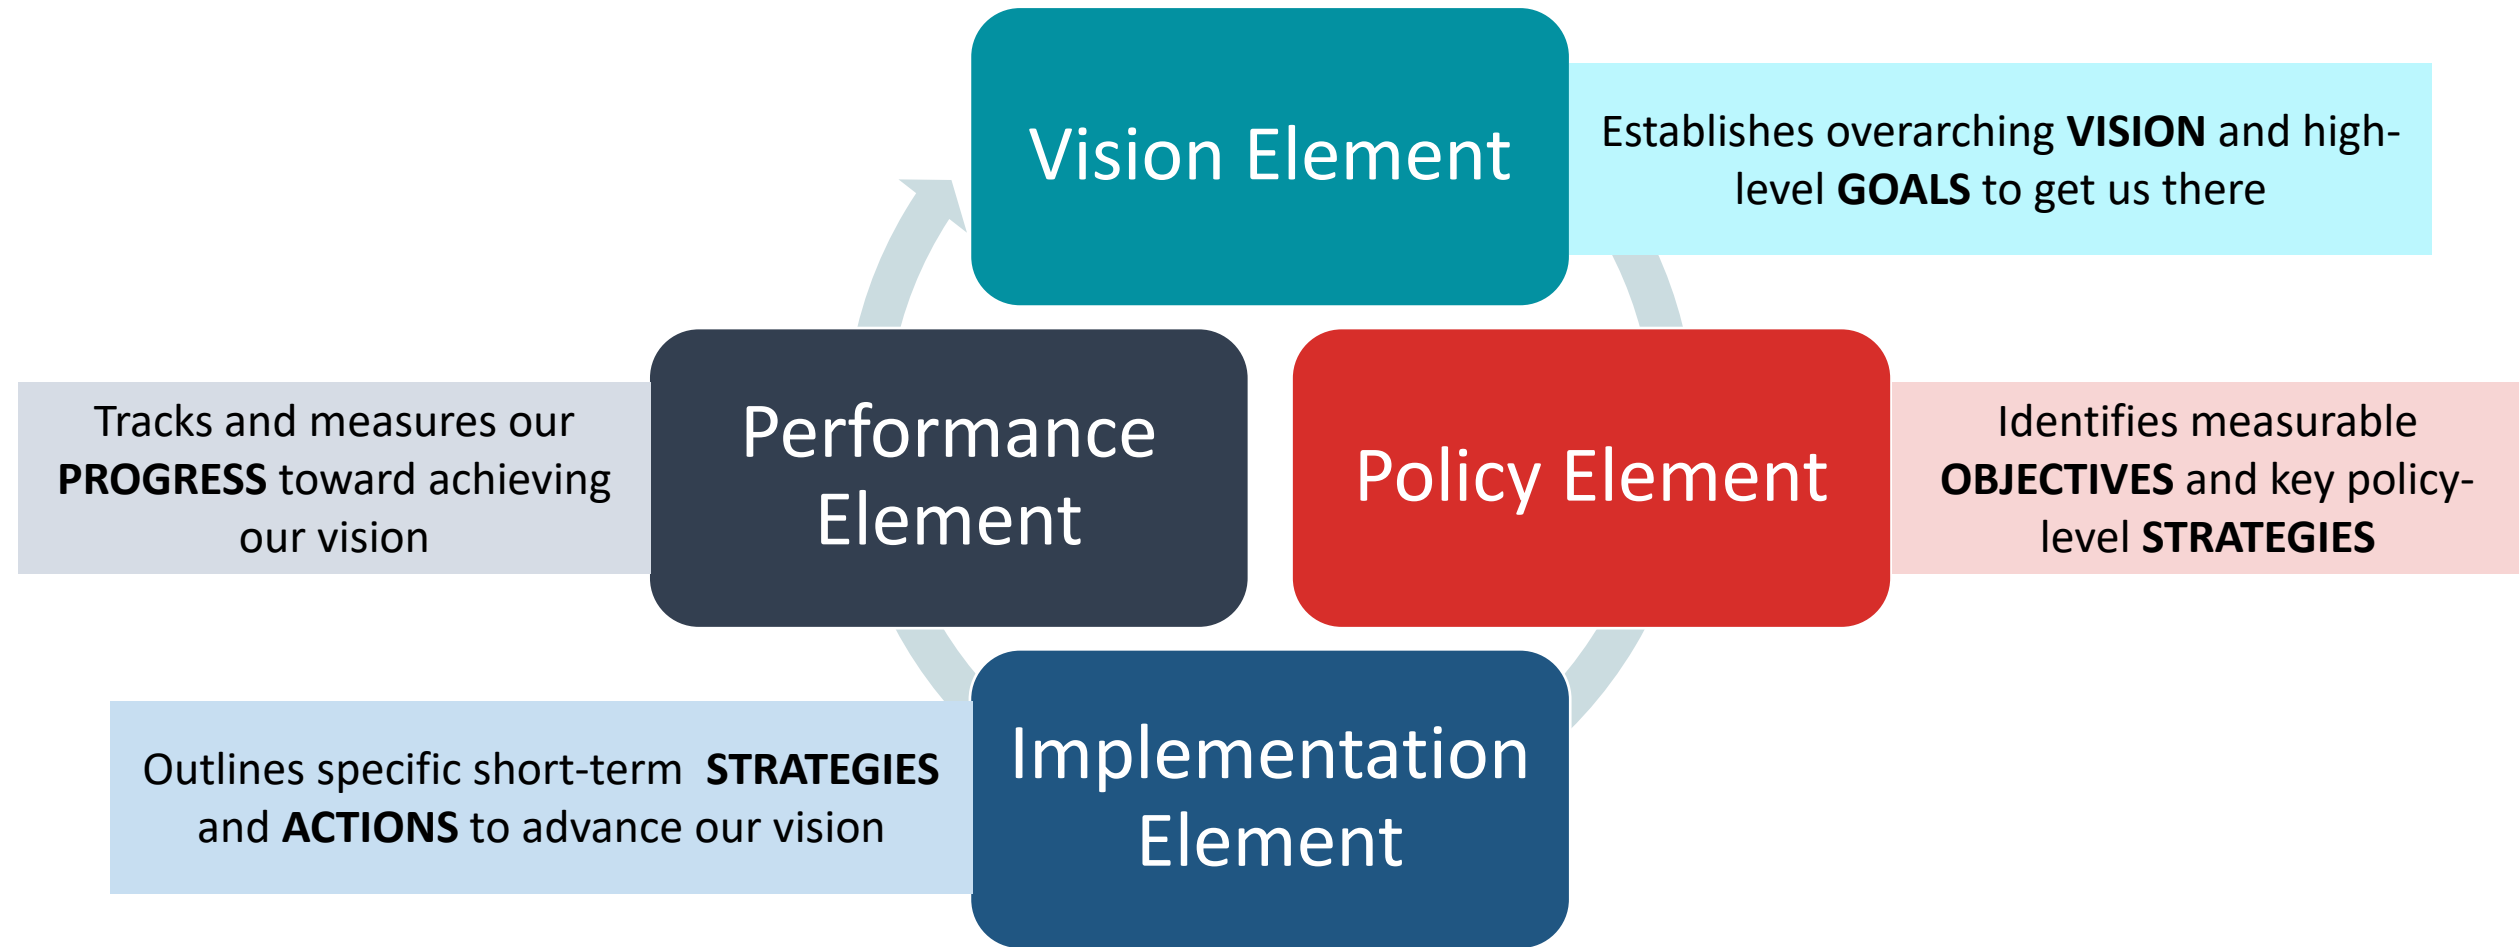 Vision Element
Establishes overarching VISION and high-
level GOALS to get us there
Performance
Element
Tracks and measures our
PROGRESS toward achieving
our vision
Policy Element
Identifies measurable
OBJECTIVES and key policy-
level STRATEGIES
Implementation
Element
Outlines specific short-term  STRATEGIES
and ACTIONS to advance our vision